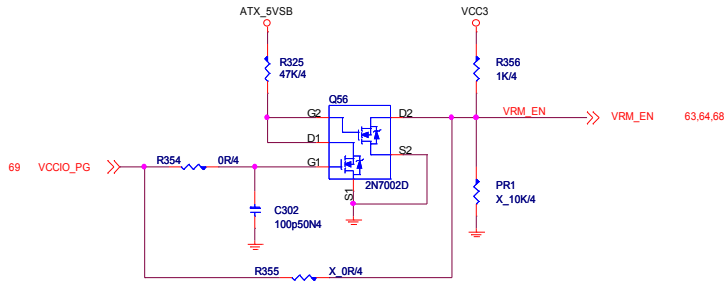 ATX_5VSB
VCC3
R325
47K/4
R356
1K/4
Q56
G2
D2
VRM_EN
VRM_EN
63,64,68
D1
S2
69
VCCIO_PG
R354
0R/4
G1
2N7002D
S1
PR1
X_10K/4
C302
100p50N4
R355
X_0R/4